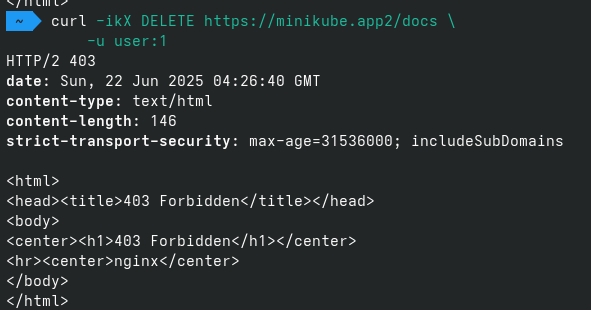 </html>
~ curl -ikX DELETE https://minikube.app2/docs \
-u user:1
HTTP/2 403
date: Sun, 22 Jun 2025 04:26:40 GMT
content-type: text/html
content-length: 146
strict-transport-security: max-age=31536000; includeSubDomains
<html>
<head><title>403 Forbidden</title></head>
<body>
<center><h1>403 Forbidden</h1></center>
<hr><center>nginx</center>
</body>
</html>